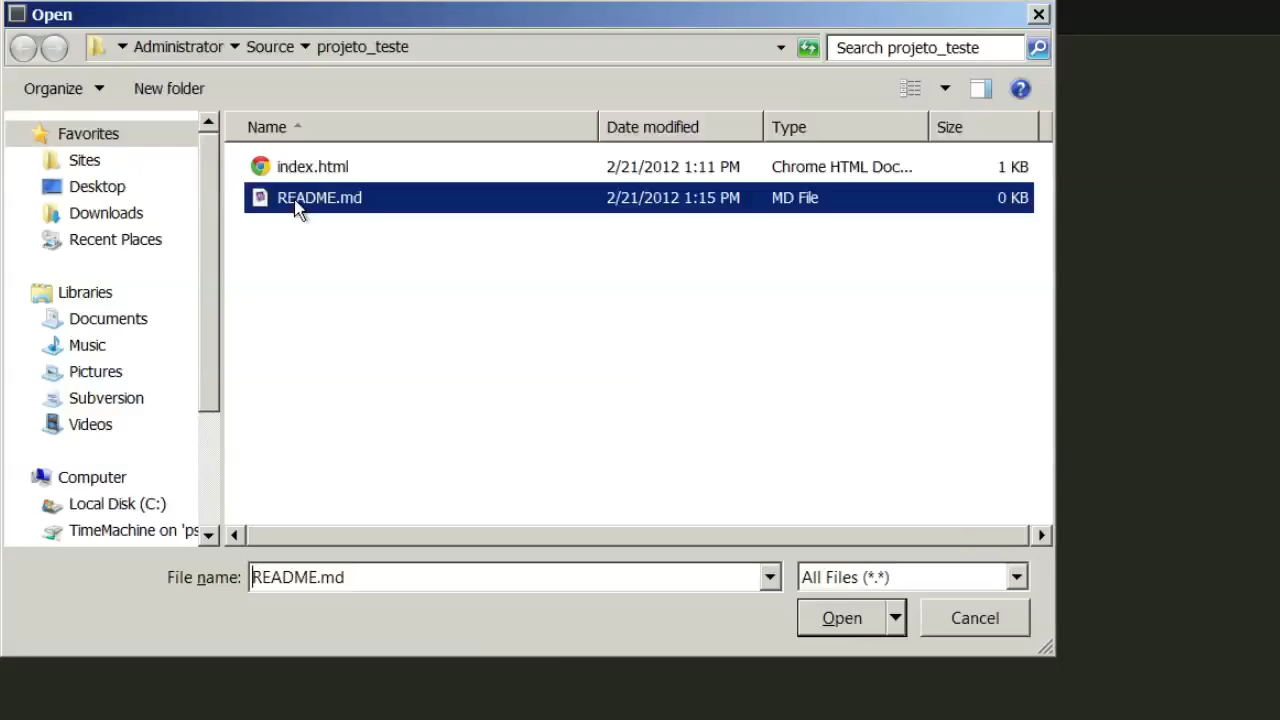 Open
Administrator Source projeto_teste Search projeto_teste
Organize New folder
Name Date modified Type Size
Favorites
Sites
Desktop
Downloads
Recent Places
Libraries
Documents
Music
Pictures
Subversion
Videos
Computer
Local Disk (C:)
TimeMachine on 'ps
index.html 2/21/2012 1:11 PM Chrome HTML Doc... 1 KB
README.md 2/21/2012 1:15 PM MD File 0 KB
File name: README.md All Files (*.*)
Open Cancel